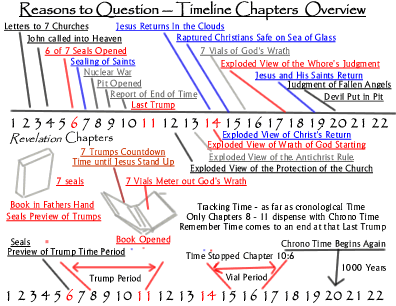 Reasons to Question — Timeline Chapters Overview
Letters to 7 Churches
Jesus Returns In the Clouds
John called into Heaven
Raptured Christians Safe on Sea of Glass
6 of 7 Seals Opened
7 Vials of God's Wrath
Sealing of Saints
Exploded View of the Whore's Judgment
Nuclear War
Jesus and His Saints Return
Pit Opened
Judgment of Fallen Angels
Report of End of Time
Devil Put in Pit
Last Trump
1 2 3 4 5 6 7 8 9 10 11 12 13 14 15 16 17 18 19 20 21 22
Revelation Chapters
Exploded View of Christ's Return
Exploded View of Wrath of God Starting
7 Trumps Countdown
Time until Jesus Stand Up
Exploded View of the Antichrist Rule
Exploded View of the Protection of the Church
7 seals
7 Vials Meter out God's Wrath
Book in Fathers Hand
Seals Preview of Trumps
Tracking Time - as far as cronological Time
Only Chapters 8 - 11 dispense with Chrono Time
Remember Time comes to an end at that Last Trump
Book Opened
Seals
Preview of Trump Time Period
Chrono Time Begins Again
Time Stopped Chapter 10:6
Trump Period
Vial Period
1000 Years
1 2 3 4 5 6 7 8 9 10 11 12 13 14 15 16 17 18 19 20 21 22